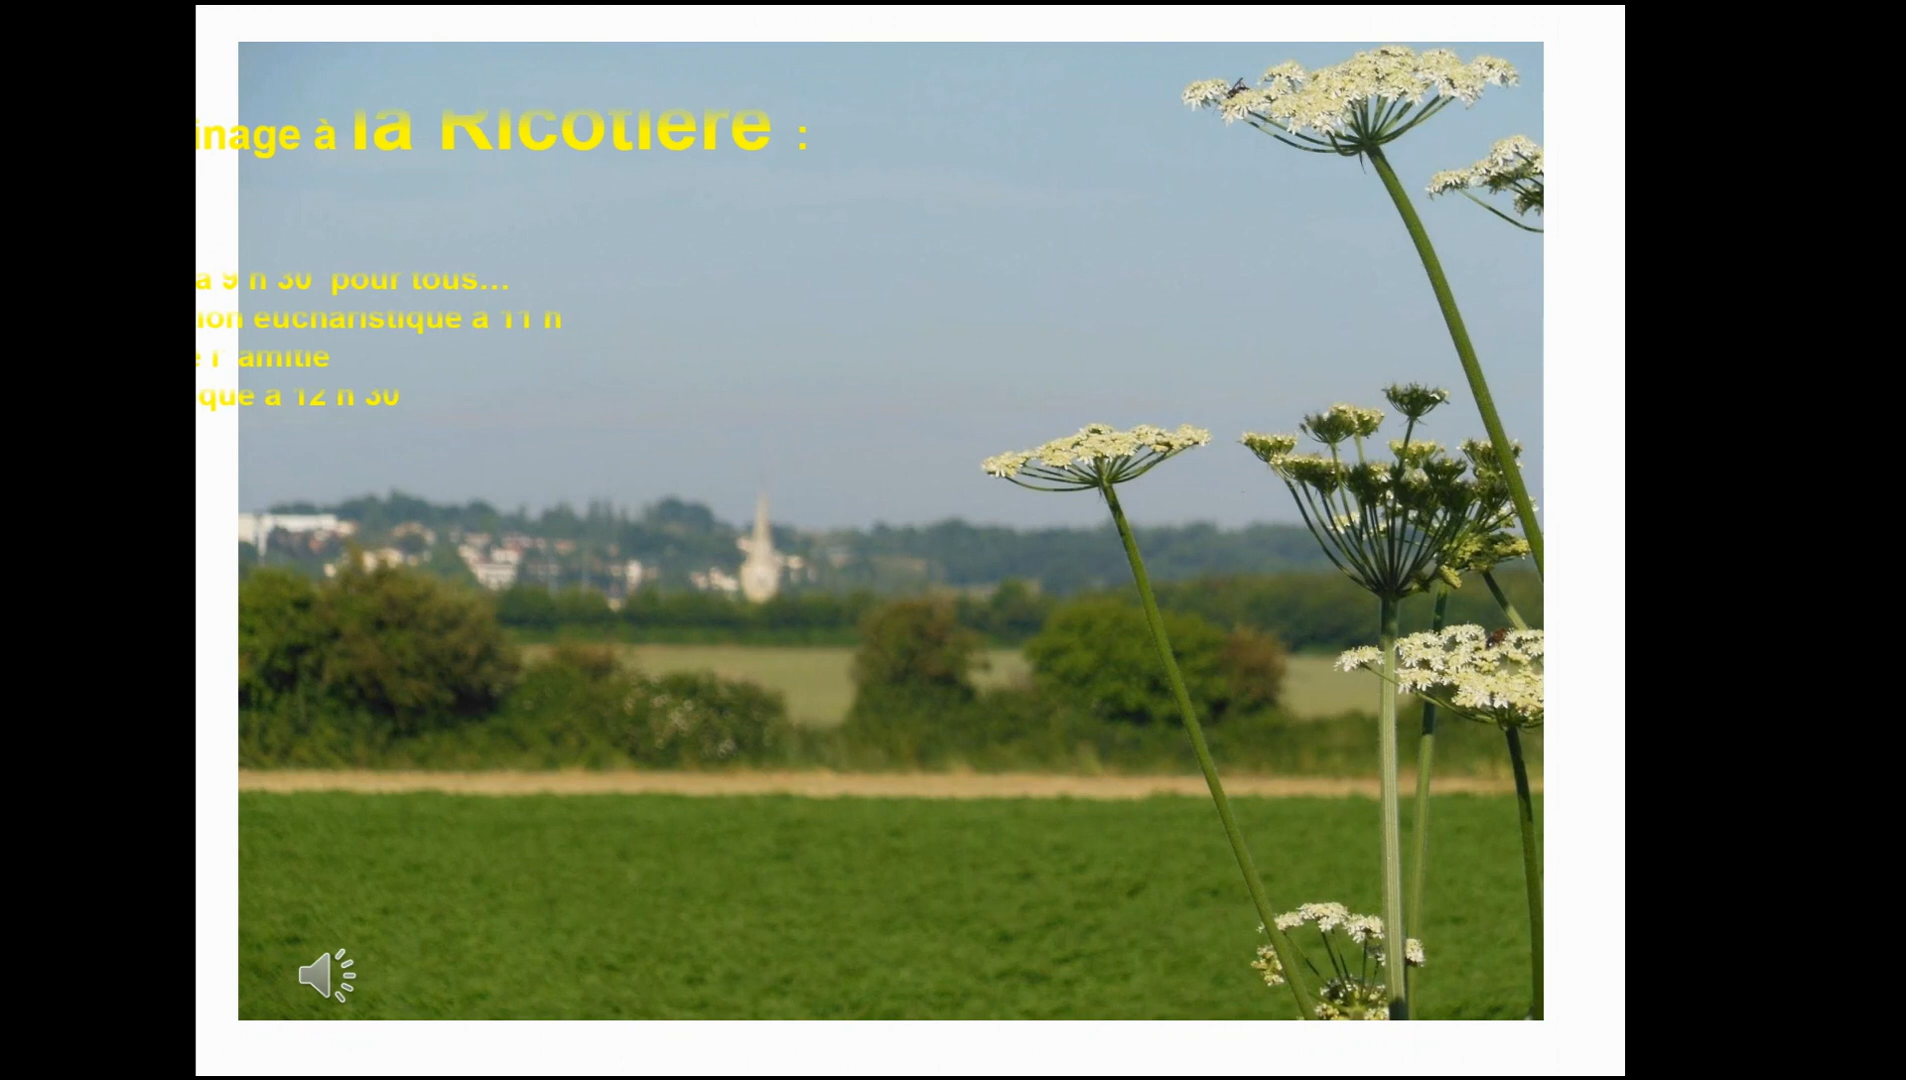 inage à la Ricotière :
à 9 h 30 pour tous...
ion eucharistique à 11 h
e l' amitié
que à 12 h 30